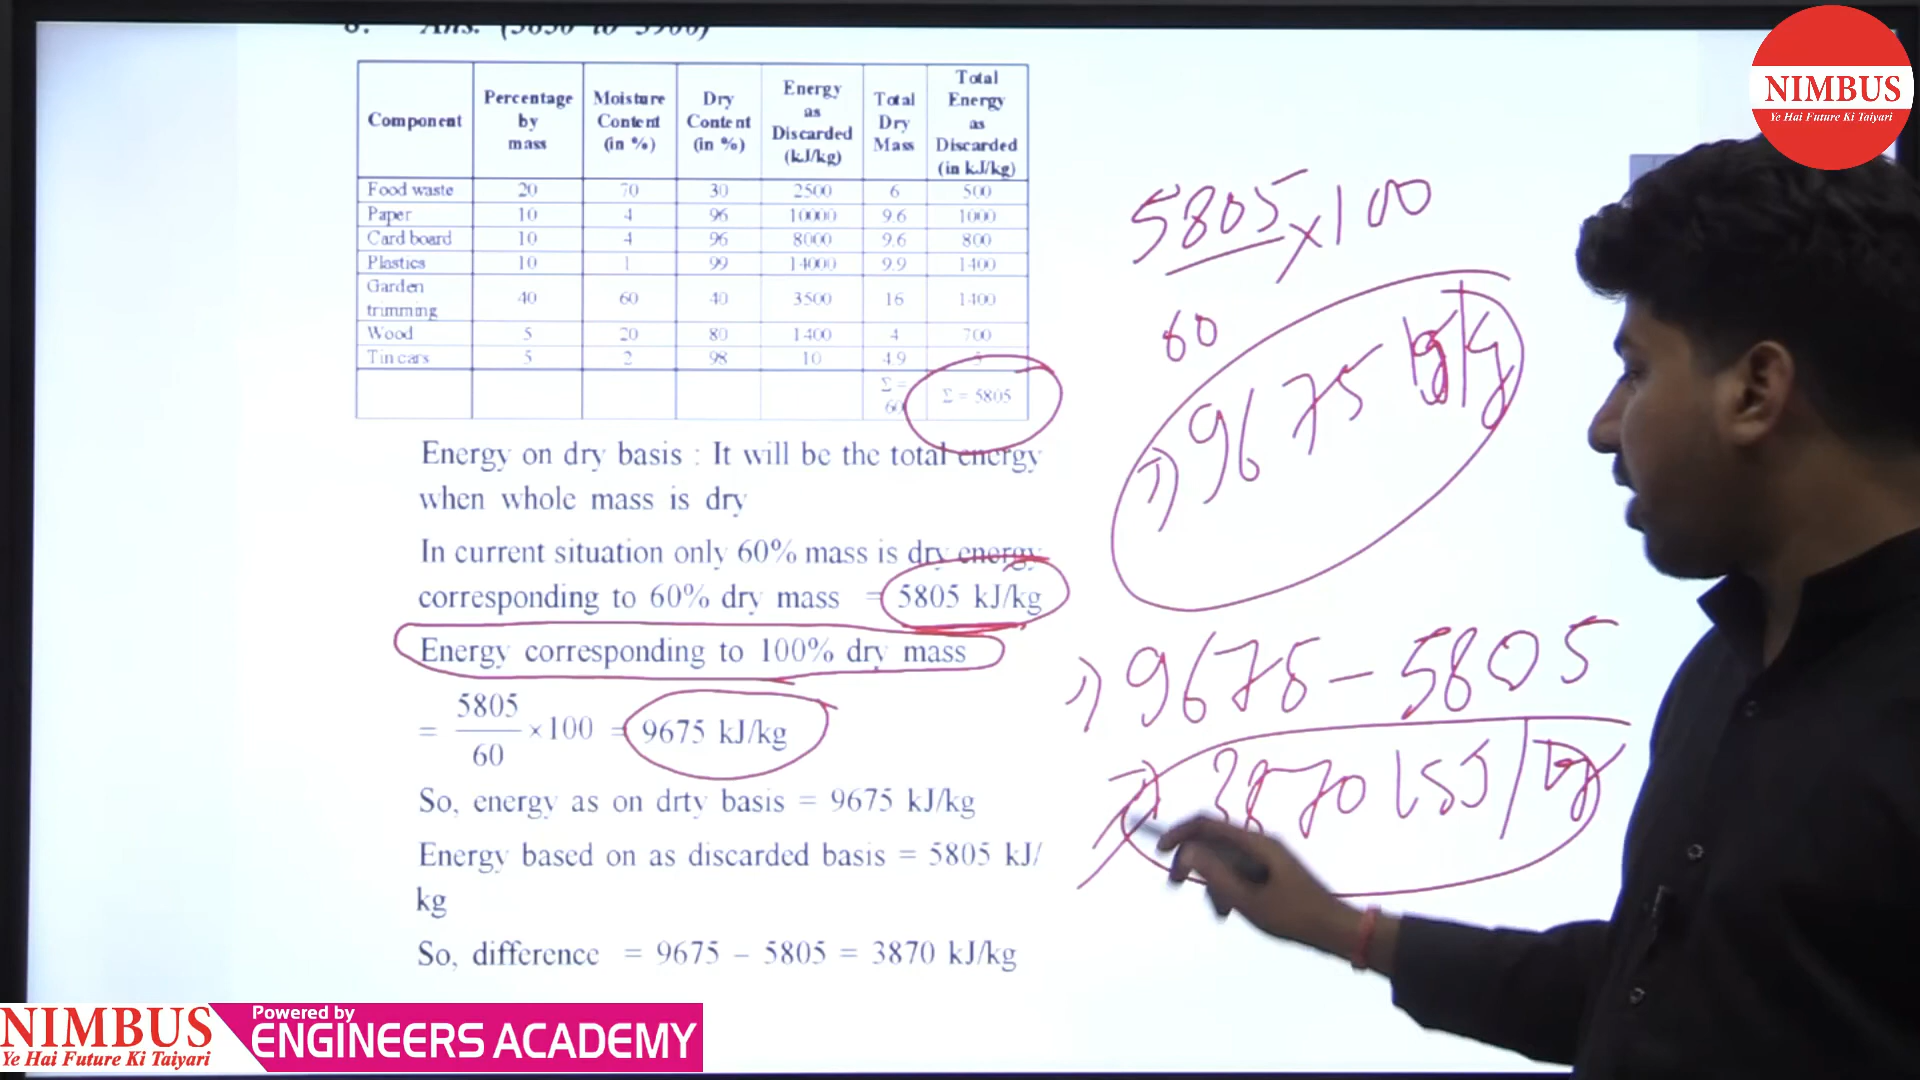 8. Ans. (3850 to 3900)
Component | Percentage by mass | Moisture Content (in %) | Dry Content (in %) | Energy as Discarded (kJ/kg) | Total Dry Mass | Total Energy as Discarded (in kJ/kg)
Food waste | 20 | 70 | 30 | 2500 | 6 | 500
Paper | 10 | 4 | 96 | 10000 | 9.6 | 1000
Card board | 10 | 4 | 96 | 8000 | 9.6 | 800
Plastics | 10 | 1 | 99 | 14000 | 9.9 | 1400
Garden trimming | 40 | 60 | 40 | 3500 | 16 | 1400
Wood | 5 | 20 | 80 | 1400 | 4 | 700
Tin cars | 5 | 2 | 98 | 10 | 4.9 | 5
Σ = 60 | Σ = 5805
Energy on dry basis : It will be the total energy
when whole mass is dry
In current situation only 60% mass is dry energy
corresponding to 60% dry mass = 5805 kJ/kg
Energy corresponding to 100% dry mass
= 5805/60 ×100 = 9675 kJ/kg
So, energy as on drty basis = 9675 kJ/kg
Energy based on as discarded basis = 5805 kJ/
kg
So, difference = 9675 – 5805 = 3870 kJ/kg
5805 × 100
60
⇒ 9675 kJ/kg
⇒ 9675 – 5805
⇒ 3870 kJ/kg
NIMBUS
Ye Hai Future Ki Taiyari
NIMBUS
Ye Hai Future Ki Taiyari
Powered by
ENGINEERS ACADEMY